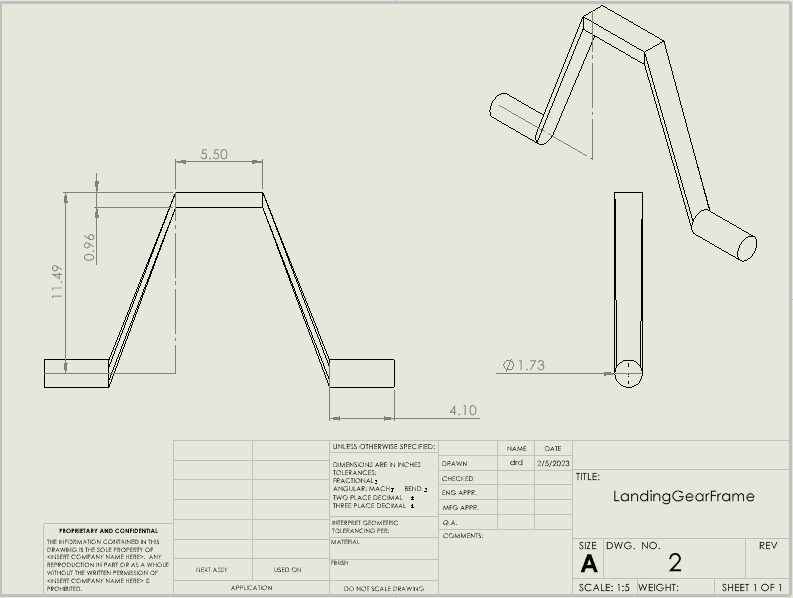 5.50
0.96
11.49
∅1.73
4.10
UNLESS OTHERWISE SPECIFIED:
DIMENSIONS ARE IN INCHES
TOLERANCES:
FRACTIONAL±
ANGULAR: MACH± BEND ±
TWO PLACE DECIMAL ±
THREE PLACE DECIMAL ±
INTERPRET GEOMETRIC
TOLERANCING PER:
MATERIAL
FINISH
DO NOT SCALE DRAWING
NAME DATE
DRAWN drd 2/5/2023
CHECKED
ENG APPR.
MFG APPR.
Q.A.
COMMENTS:
TITLE:
LandingGearFrame
SIZE DWG. NO. REV
A 2
SCALE: 1:5 WEIGHT: SHEET 1 OF 1
PROPRIETARY AND CONFIDENTIAL
THE INFORMATION CONTAINED IN THIS
DRAWING IS THE SOLE PROPERTY OF
<INSERT COMPANY NAME HERE>. ANY
REPRODUCTION IN PART OR AS A WHOLE
WITHOUT THE WRITTEN PERMISSION OF
<INSERT COMPANY NAME HERE> IS
PROHIBITED.
NEXT ASSY USED ON
APPLICATION